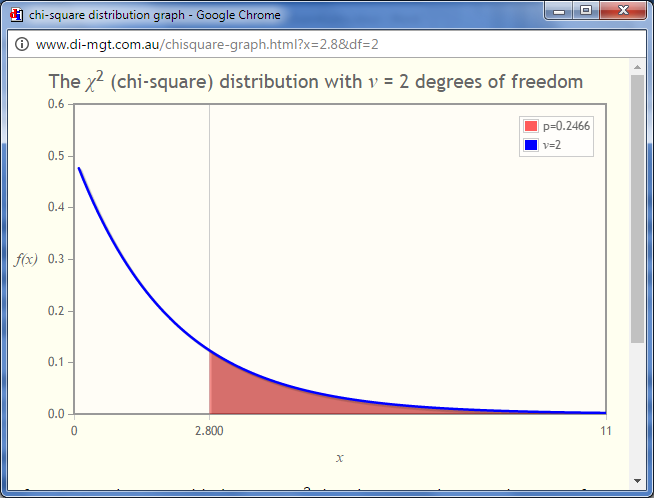 chi-square distribution graph - Google Chrome
www.di-mgt.com.au/chisquare-graph.html?x=2.8&df=2
The χ² (chi-square) distribution with ν = 2 degrees of freedom
0.6
p=0.2466
ν=2
0.5
0.4
f(x)
0.3
0.2
0.1
0.0
0
2.800
11
x